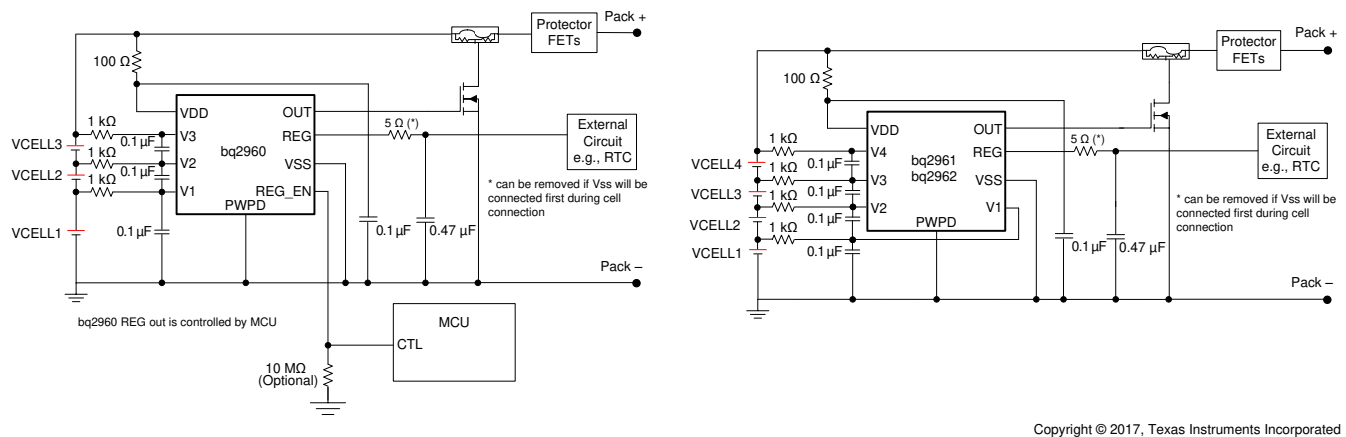 Pack +
Protector
FETs
100 Ω
VDD
OUT
1 kΩ
0.1 µF
V3
REG
5 Ω (*)
External
Circuit
e.g., RTC
VCELL3
1 kΩ
0.1 µF
V2
bq2960
VSS
VCELL2
1 kΩ
V1
REG_EN
* can be removed if Vss will be
connected first during cell
connection
PWPD
VCELL1
0.1 µF
0.1 µF
0.47 µF
Pack –
bq2960 REG out is controlled by MCU
MCU
CTL
10 MΩ
(Optional)
Pack +
Protector
FETs
100 Ω
VDD
OUT
1 kΩ
0.1 µF
V4
bq2961
bq2962
REG
5 Ω (*)
External
Circuit
e.g., RTC
VCELL4
1 kΩ
0.1 µF
V3
VSS
VCELL3
1 kΩ
0.1 µF
V2
V1
* can be removed if Vss will be
connected first during cell
connection
VCELL2
1 kΩ
PWPD
VCELL1
0.1 µF
0.1 µF
0.47 µF
Pack –
Copyright © 2017, Texas Instruments Incorporated